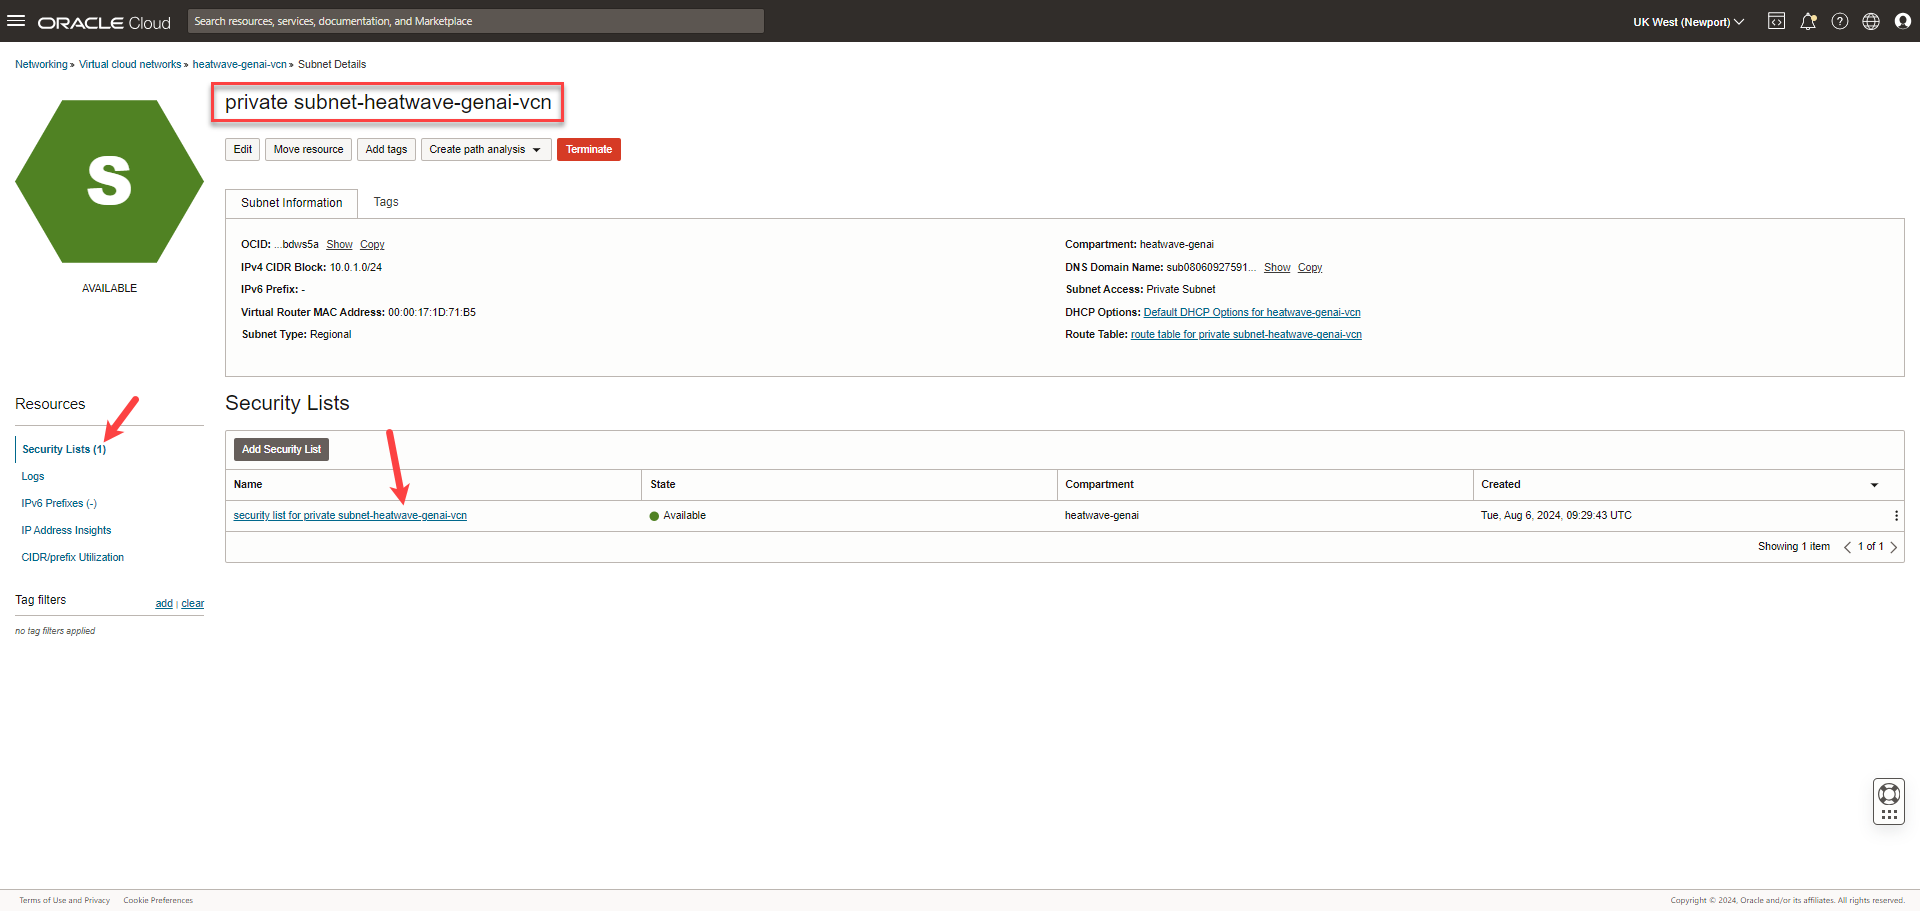 ORACLE Cloud
Search resources, services, documentation, and Marketplace
UK West (Newport)
Networking » Virtual cloud networks » heatwave-genai-vcn » Subnet Details
S
AVAILABLE
private subnet-heatwave-genai-vcn
Edit
Move resource
Add tags
Create path analysis
Terminate
Subnet Information
Tags
OCID: ...bdws5a Show Copy
IPv4 CIDR Block: 10.0.1.0/24
IPv6 Prefix: -
Virtual Router MAC Address: 00:00:17:1D:71:B5
Subnet Type: Regional
Compartment: heatwave-genai
DNS Domain Name: sub08060927591... Show Copy
Subnet Access: Private Subnet
DHCP Options: Default DHCP Options for heatwave-genai-vcn
Route Table: route table for private subnet-heatwave-genai-vcn
Resources
Security Lists (1)
Logs
IPv6 Prefixes (-)
IP Address Insights
CIDR/prefix Utilization
Tag filters
add | clear
no tag filters applied
Security Lists
Add Security List
Name State Compartment Created
security list for private subnet-heatwave-genai-vcn Available heatwave-genai Tue, Aug 6, 2024, 09:29:43 UTC
Showing 1 item < 1 of 1 >
Terms of Use and Privacy Cookie Preferences
Copyright © 2024, Oracle and/or its affiliates. All rights reserved.